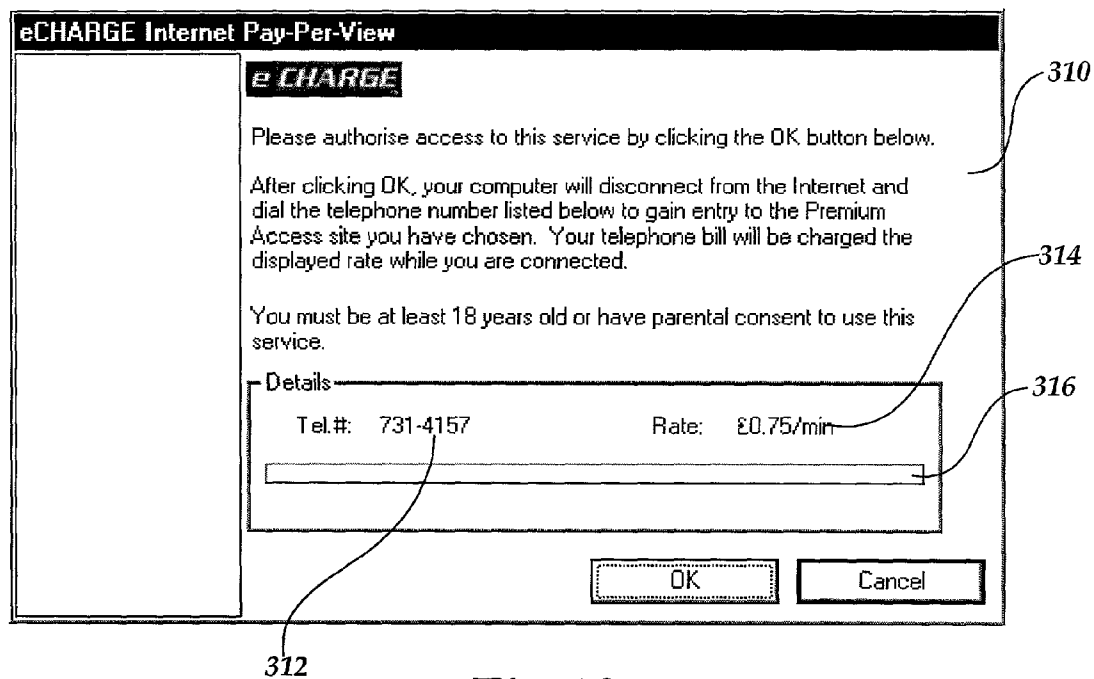 eCHARGE Internet Pay-Per-View
e CHARGE
310
Please authorise access to this service by clicking the OK button below.
After clicking OK, your computer will disconnect from the Internet and
dial the telephone number listed below to gain entry to the Premium
Access site you have chosen. Your telephone bill will be charged the
displayed rate while you are connected.
314
You must be at least 18 years old or have parental consent to use this
service.
Details
316
Tel.#: 731-4157 Rate: £0.75/min
OK Cancel
312